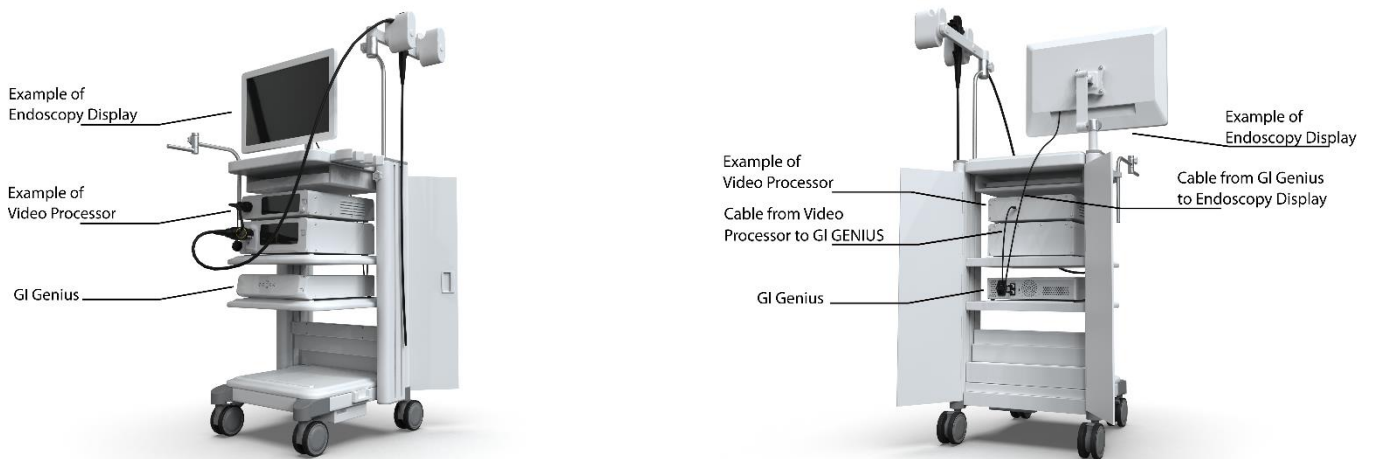 Example of
Endoscopy Display
Example of
Video Processor
GI Genius
Example of
Video Processor
Cable from Video
Processor to GI GENIUS
GI Genius
Example of
Endoscopy Display
Cable from GI Genius
to Endoscopy Display